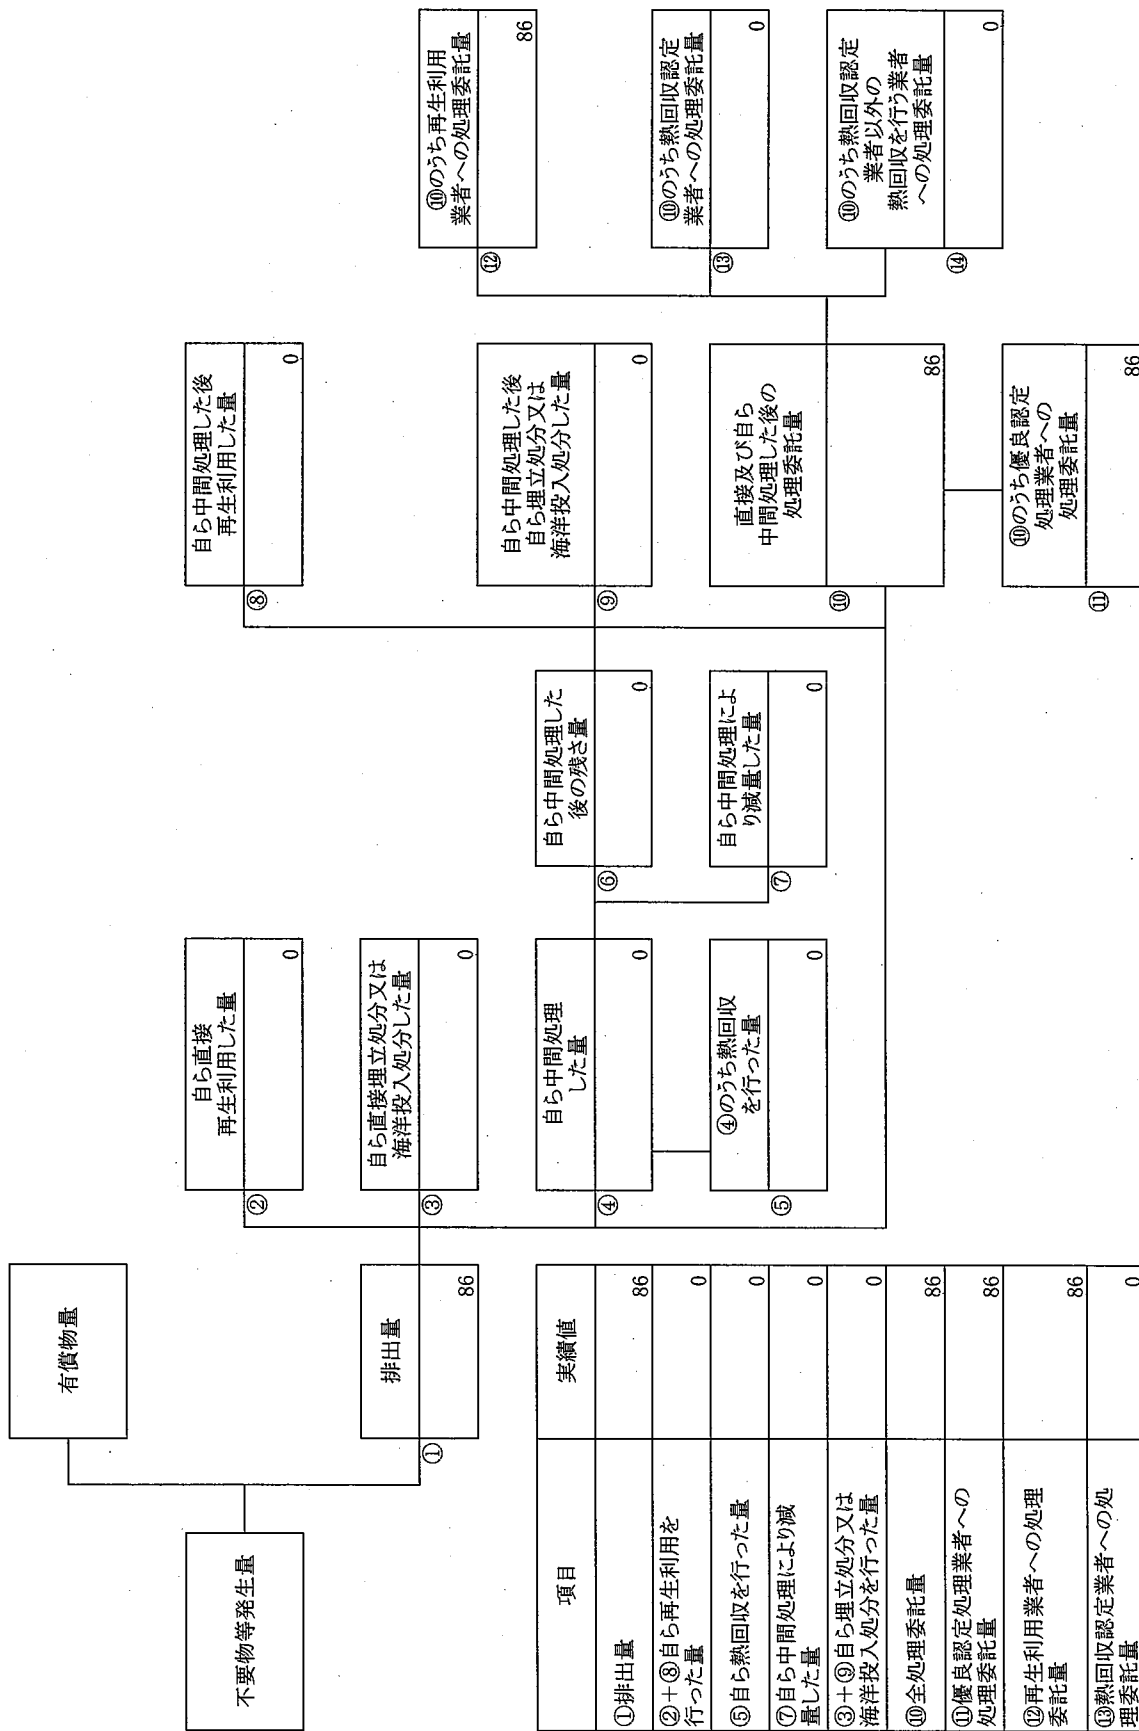 不要物等発生量
有償物量
排出量
①
86
自ら直接
再生利用した量
②
0
自ら直接埋立処分又は
海洋投入処分した量
③
0
自ら中間処理
した量
④
0
④のうち熱回収
を行った量
⑤
0
自ら中間処理した
後の残さ量
⑥
0
自ら中間処理によ
り減量した量
⑦
0
自ら中間処理した後
再生利用した量
⑧
0
自ら中間処理した後
自ら埋立処分又は
海洋投入処分した量
⑨
0
直接及び自ら
中間処理した後の
処理委託量
⑩
86
⑩のうち優良認定
処理業者への
処理委託量
⑪
86
⑩のうち再生利用
業者への処理委託量
⑫
86
⑩のうち熱回収認定
業者への処理委託量
⑬
0
⑩のうち熱回収認定
業者以外の
熱回収を行う業者
への処理委託量
⑭
0
項目 実績値
①排出量 86
②+⑧自ら再生利用を
行った量 0
⑤自ら熱回収を行った量 0
⑦自ら中間処理により減
量した量 0
③+⑨自ら埋立処分又は
海洋投入処分を行った量 0
⑩全処理委託量 86
⑪優良認定処理業者への
処理委託量 86
⑫再生利用業者への処理
委託量 86
⑬熱回収認定業者への処
理委託量 0